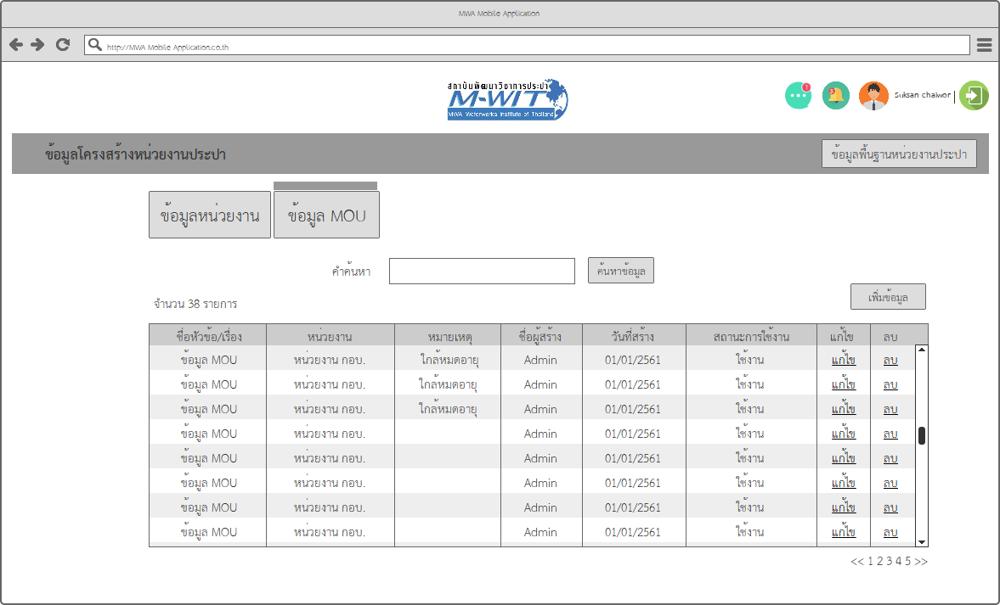 MWA Mobile Application
http://MWA Mobile Application.co.th
สถาบันพัฒนาวิชาการประปา
M-WIT
MWA Waterworks Institute of Thailand
1
5
Suksan chaiwor
ข้อมูลโครงสร้างหน่วยงานประปา
ข้อมูลพื้นฐานหน่วยงานประปา
ข้อมูลหน่วยงาน ข้อมูล MOU
คำค้นหา ค้นหาข้อมูล
เพิ่มข้อมูล
จำนวน 38 รายการ
ชื่อหัวข้อ/เรื่อง หน่วยงาน หมายเหตุ ชื่อผู้สร้าง วันที่สร้าง สถานะการใช้งาน แก้ไข ลบ
ข้อมูล MOU หน่วยงาน กอบ. ใกล้หมดอายุ Admin 01/01/2561 ใช้งาน แก้ไข ลบ
ข้อมูล MOU หน่วยงาน กอบ. ใกล้หมดอายุ Admin 01/01/2561 ใช้งาน แก้ไข ลบ
ข้อมูล MOU หน่วยงาน กอบ. ใกล้หมดอายุ Admin 01/01/2561 ใช้งาน แก้ไข ลบ
ข้อมูล MOU หน่วยงาน กอบ. Admin 01/01/2561 ใช้งาน แก้ไข ลบ
ข้อมูล MOU หน่วยงาน กอบ. Admin 01/01/2561 ใช้งาน แก้ไข ลบ
ข้อมูล MOU หน่วยงาน กอบ. Admin 01/01/2561 ใช้งาน แก้ไข ลบ
ข้อมูล MOU หน่วยงาน กอบ. Admin 01/01/2561 ใช้งาน แก้ไข ลบ
ข้อมูล MOU หน่วยงาน กอบ. Admin 01/01/2561 ใช้งาน แก้ไข ลบ
<< 1 2 3 4 5 >>